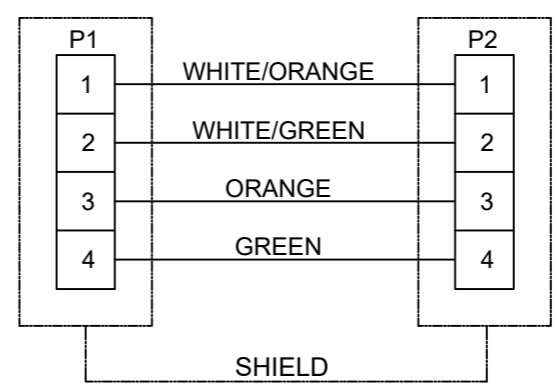 P1 P2
1 WHITE/ORANGE 1
2 WHITE/GREEN 2
3 ORANGE 3
4 GREEN 4
SHIELD